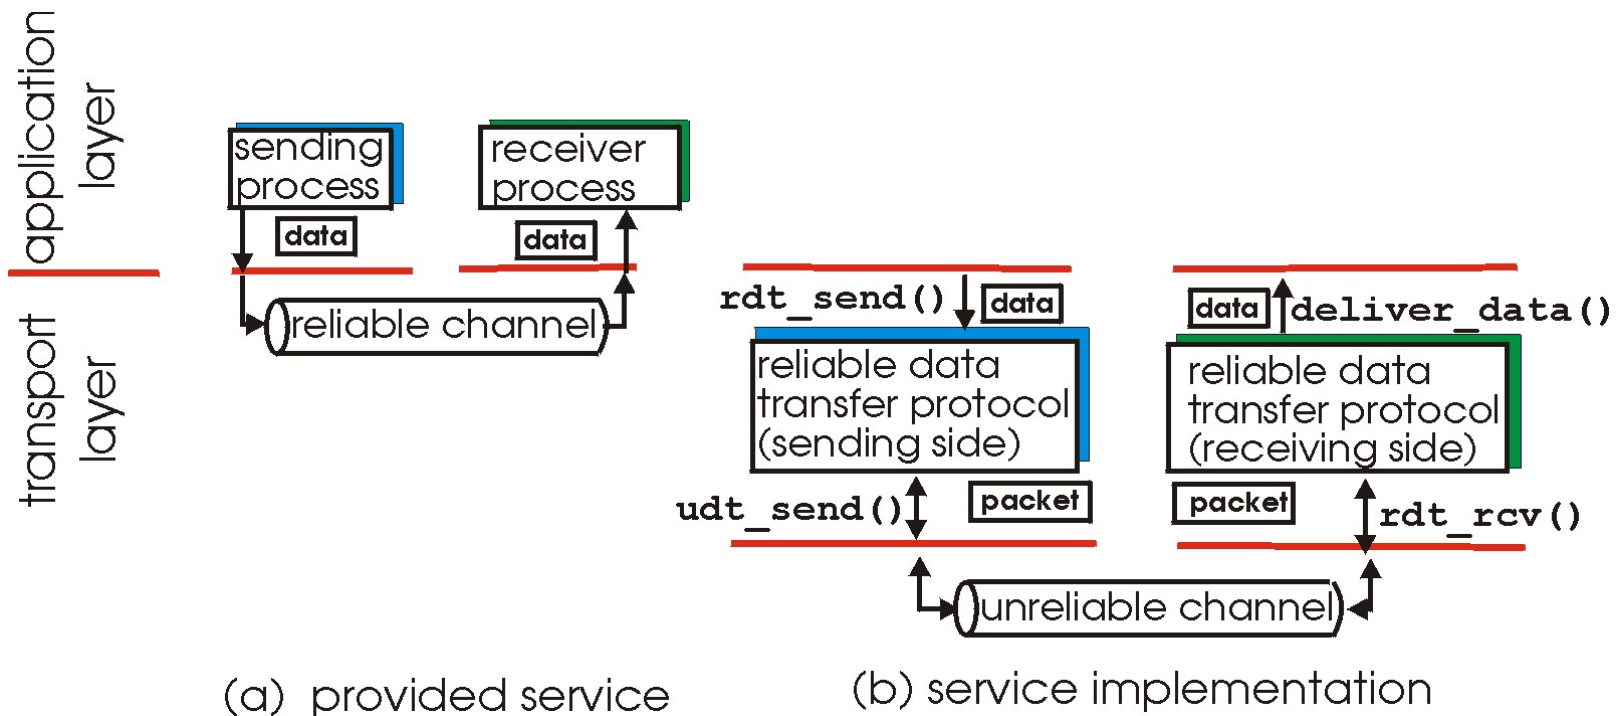 application
layer
transport
layer
sending
process
data
receiver
process
data
reliable channel
(a) provided service
rdt_send()
data
reliable data
transfer protocol
(sending side)
udt_send()
packet
data
deliver_data()
reliable data
transfer protocol
(receiving side)
packet
rdt_rcv()
unreliable channel
(b) service implementation